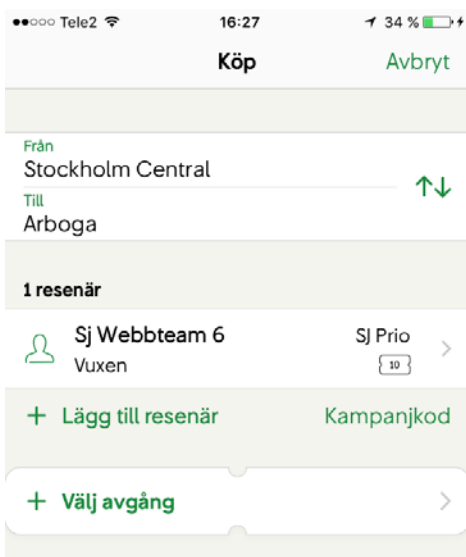 Tele2 16:27 34 %
Köp Avbryt
Från
Stockholm Central
Till
Arboga
1 resenär
Sj Webbteam 6 SJ Prio
Vuxen 10
+ Lägg till resenär Kampanjkod
+ Välj avgång